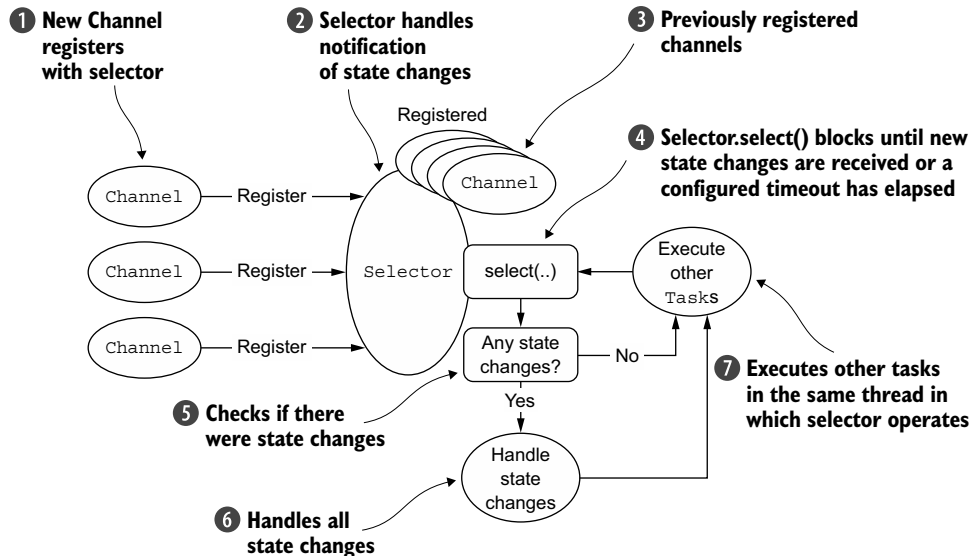 1 New Channel
registers
with selector
2 Selector handles
notification
of state changes
3 Previously registered
channels
Registered
4 Selector.select() blocks until new
state changes are received or a
configured timeout has elapsed
Channel
Register
Channel
Channel
Register
Selector
select(..)
Execute
other
Tasks
Channel
Register
Any state
changes?
No
7 Executes other tasks
in the same thread in
which selector operates
5 Checks if there
were state changes
Yes
Handle
state
changes
6 Handles all
state changes